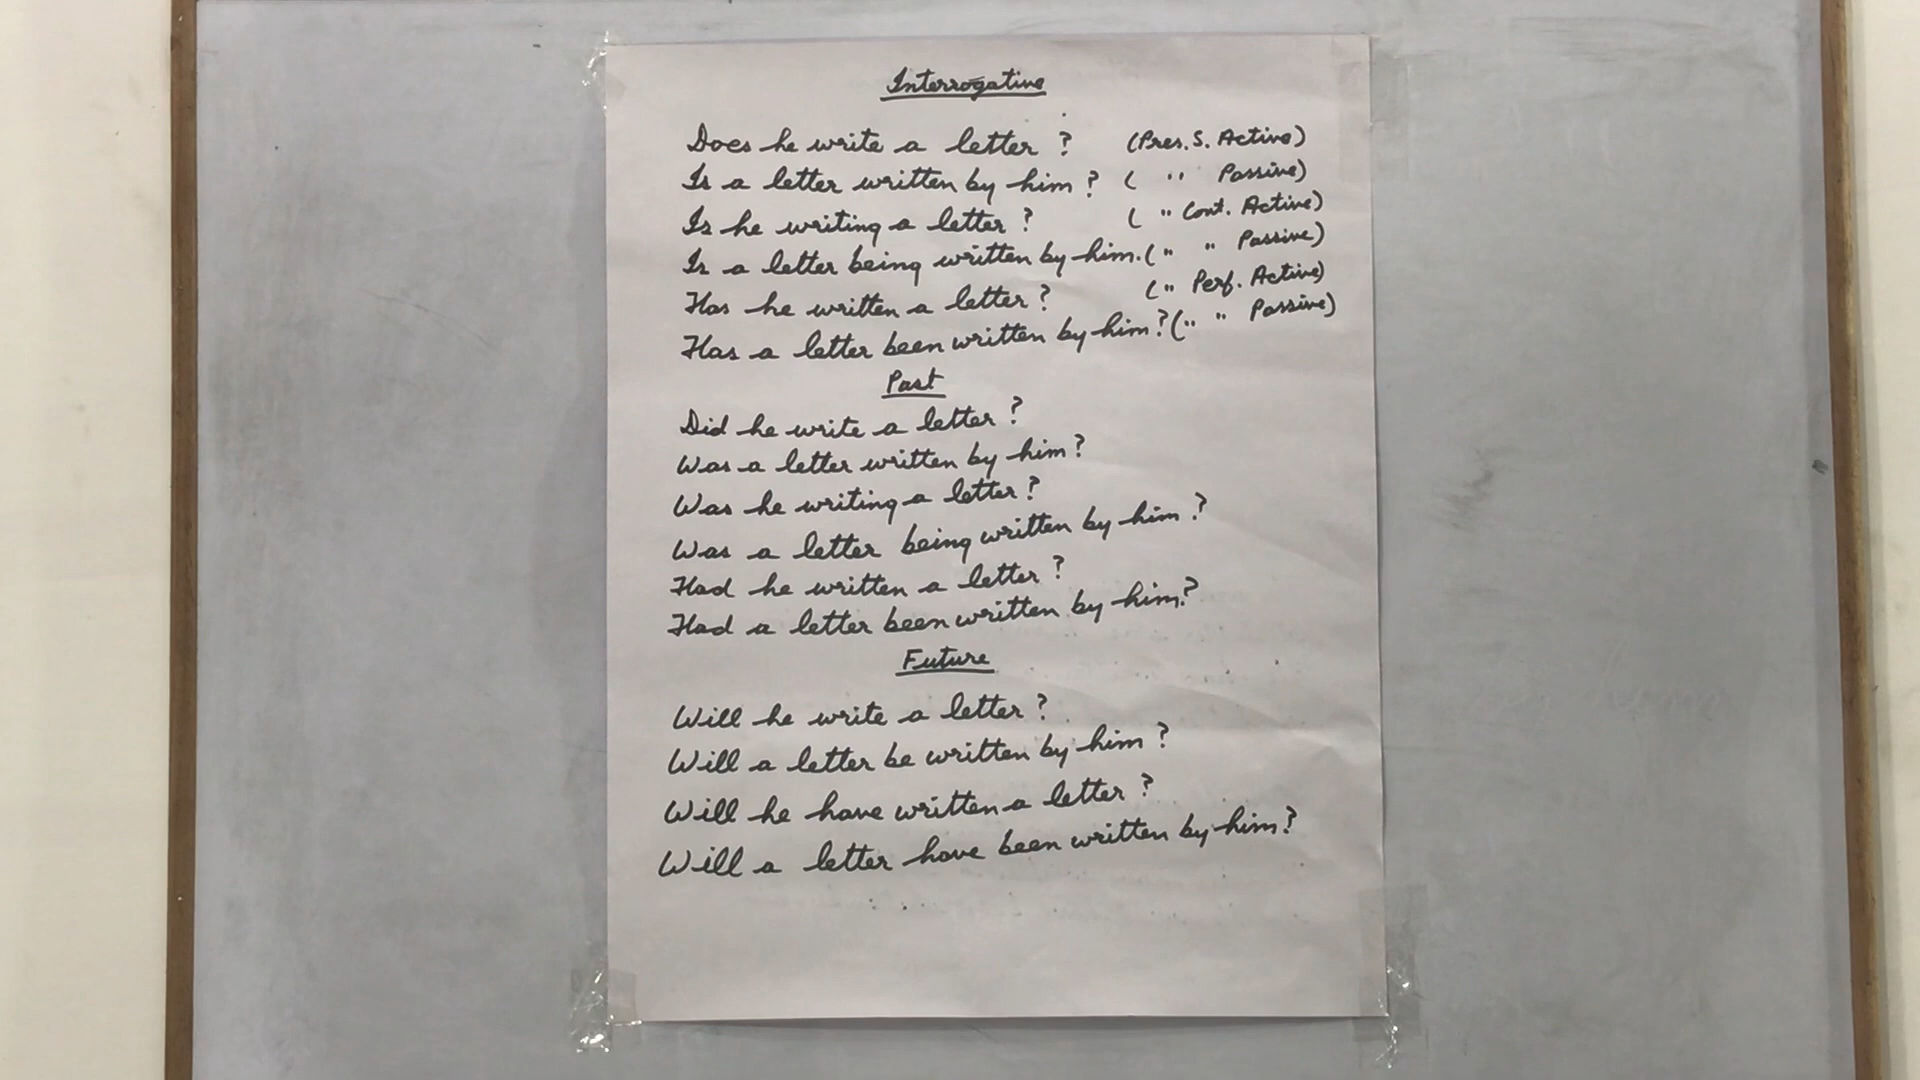 Interrogative
Does he write a letter ? (Pres. S. Active)
Is a letter written by him ? ( " Passive)
Is he writing a letter ? ( " Cont. Active)
Is a letter being written by him. ( " " Passive)
Has he written a letter ? ( " Perf. Active)
Has a letter been written by him ? ( " " Passive)
Past
Did he write a letter ?
Was a letter written by him ?
Was he writing a letter ?
Was a letter being written by him ?
Had he written a letter ?
Had a letter been written by him ?
Future
Will he write a letter ?
Will a letter be written by him ?
Will he have written a letter ?
Will a letter have been written by him ?